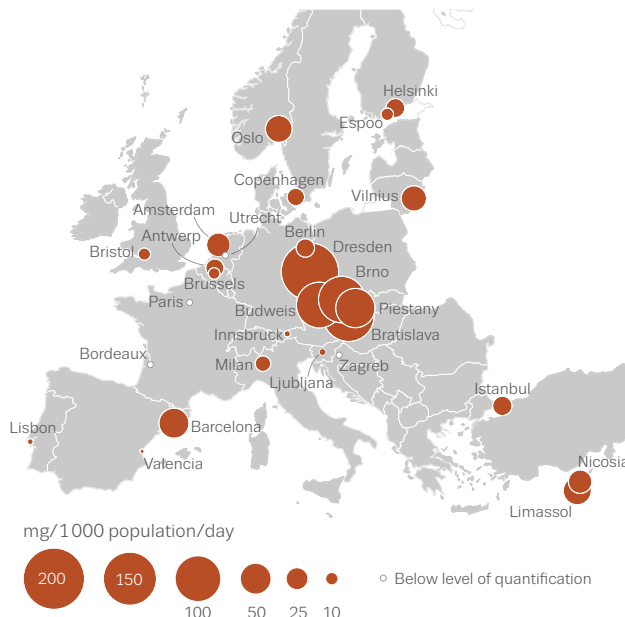 Helsinki
Espoo
Oslo
Copenhagen
Vilnius
Amsterdam
Utrecht
Antwerp
Berlin
Dresden
Bristol
Brno
Brussels
Paris
Budweis
Piestany
Innsbruck
Bratislava
Bordeaux
Milan
Zagreb
Ljubljana
Istanbul
Lisbon
Barcelona
Valencia
Nicosia
Limassol
mg/1000 population/day
200
150
100
50
25
10
Below level of quantification